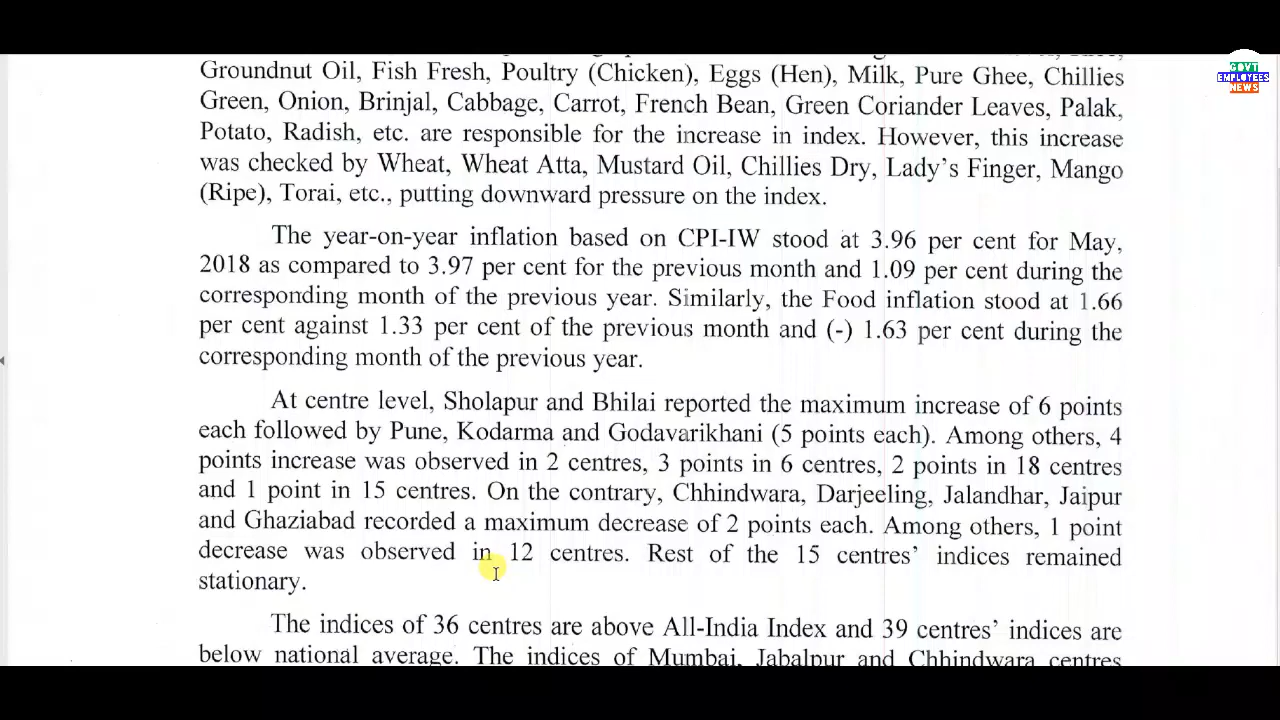 Groundnut Oil, Fish Fresh, Poultry (Chicken), Eggs (Hen), Milk, Pure Ghee, Chillies
Green, Onion, Brinjal, Cabbage, Carrot, French Bean, Green Coriander Leaves, Palak,
Potato, Radish, etc. are responsible for the increase in index. However, this increase
was checked by Wheat, Wheat Atta, Mustard Oil, Chillies Dry, Lady's Finger, Mango
(Ripe), Torai, etc., putting downward pressure on the index.
The year-on-year inflation based on CPI-IW stood at 3.96 per cent for May,
2018 as compared to 3.97 per cent for the previous month and 1.09 per cent during the
corresponding month of the previous year. Similarly, the Food inflation stood at 1.66
per cent against 1.33 per cent of the previous month and (-) 1.63 per cent during the
corresponding month of the previous year.
At centre level, Sholapur and Bhilai reported the maximum increase of 6 points
each followed by Pune, Kodarma and Godavarikhani (5 points each). Among others, 4
points increase was observed in 2 centres, 3 points in 6 centres, 2 points in 18 centres
and 1 point in 15 centres. On the contrary, Chhindwara, Darjeeling, Jalandhar, Jaipur
and Ghaziabad recorded a maximum decrease of 2 points each. Among others, 1 point
decrease was observed in 12 centres. Rest of the 15 centres' indices remained
stationary.
The indices of 36 centres are above All-India Index and 39 centres' indices are
below national average. The indices of Mumbai, Jabalpur and Chhindwara centres
GOVT
EMPLOYEES
NEWS